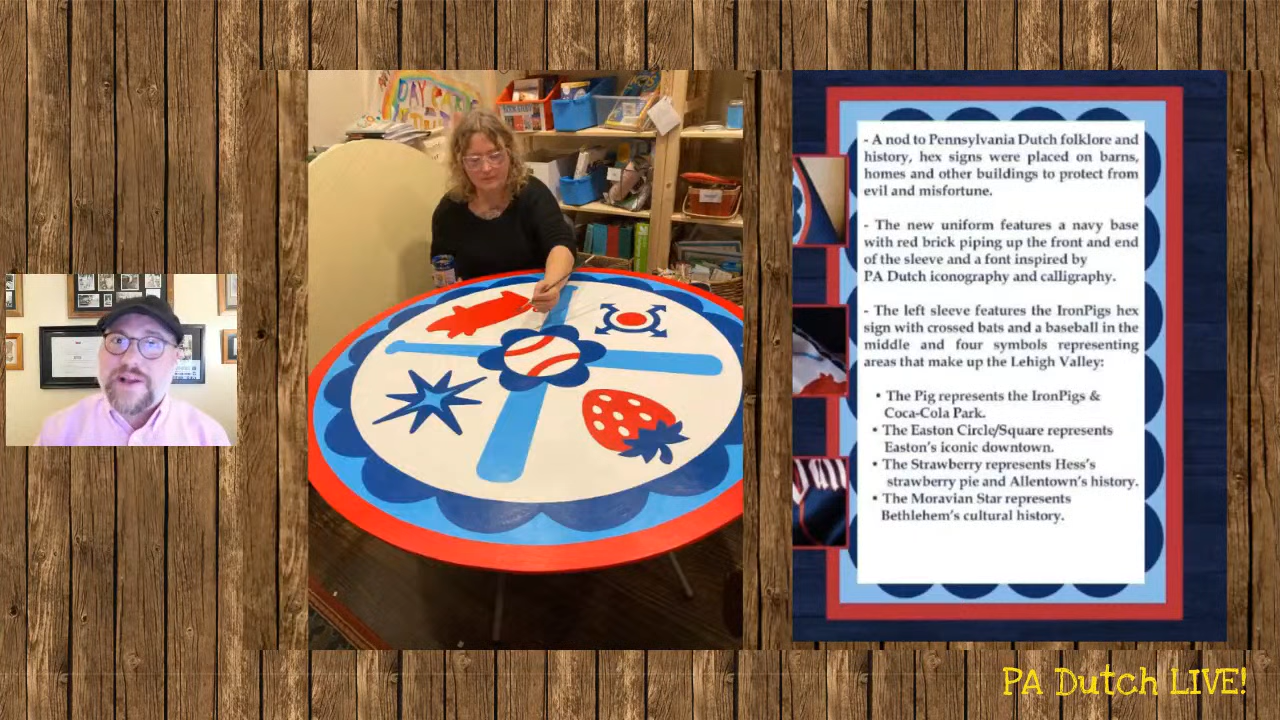 DAY CARE
- A nod to Pennsylvania Dutch folklore and
history, hex signs were placed on barns,
homes and other buildings to protect from
evil and misfortune.
- The new uniform features a navy base
with red brick piping up the front and end
of the sleeve and a font inspired by
PA Dutch iconography and calligraphy.
- The left sleeve features the IronPigs hex
sign with crossed bats and a baseball in the
middle and four symbols representing
areas that make up the Lehigh Valley:
• The Pig represents the IronPigs &
Coca-Cola Park.
• The Easton Circle/Square represents
Easton's iconic downtown.
• The Strawberry represents Hess's
strawberry pie and Allentown's history.
• The Moravian Star represents
Bethlehem's cultural history.
PA Dutch LIVE!